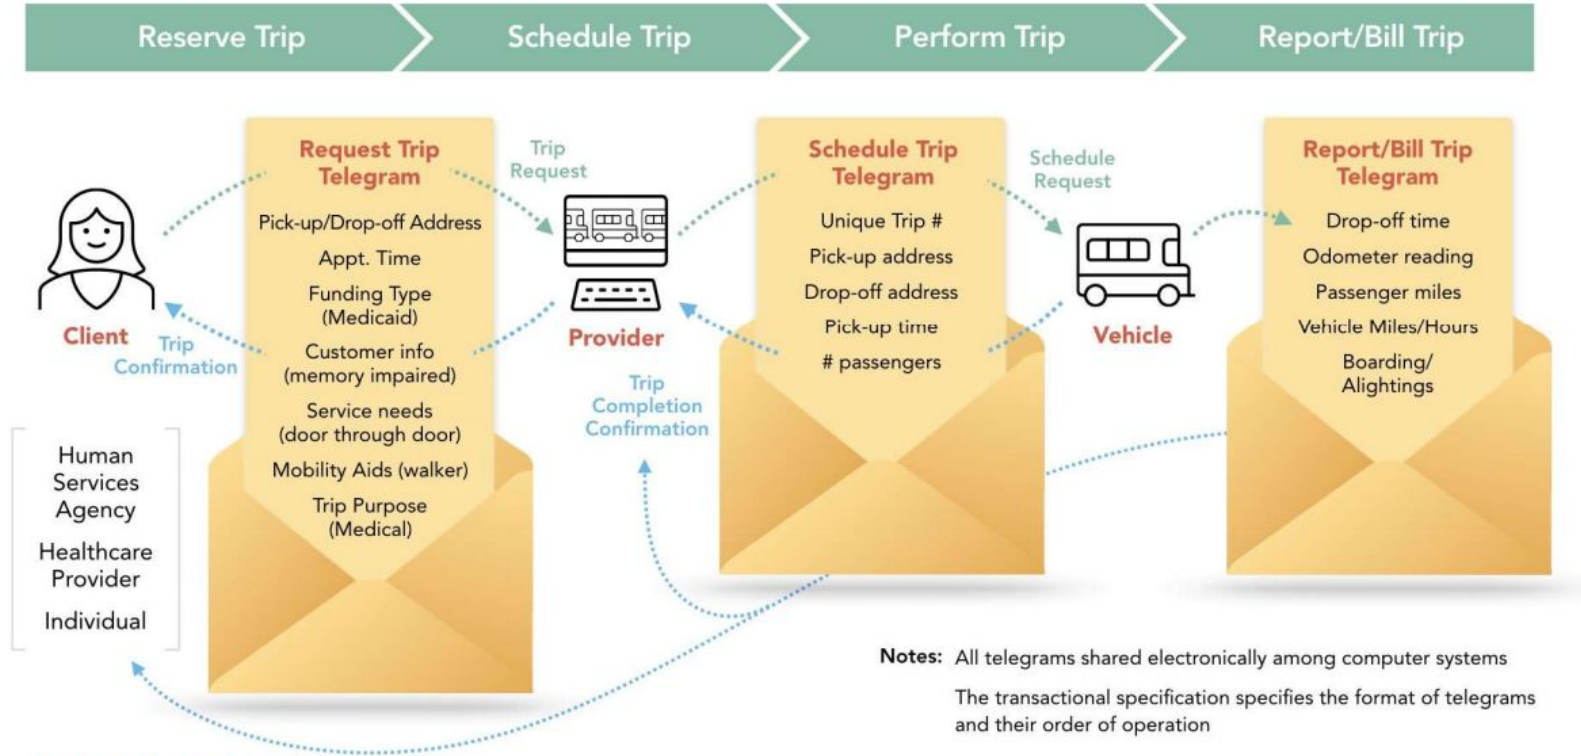 Reserve Trip
Schedule Trip
Perform Trip
Report/Bill Trip
Request Trip
Telegram
Pick-up/Drop-off Address
Appt. Time
Funding Type
(Medicaid)
Customer info
(memory impaired)
Service needs
(door through door)
Mobility Aids (walker)
Trip Purpose
(Medical)
Client
Trip
Confirmation
Human
Services
Agency
Healthcare
Provider
Individual
Trip
Request
Provider
Trip
Completion
Confirmation
Schedule Trip
Telegram
Unique Trip #
Pick-up address
Drop-off address
Pick-up time
# passengers
Schedule
Request
Vehicle
Report/Bill Trip
Telegram
Drop-off time
Odometer reading
Passenger miles
Vehicle Miles/Hours
Boarding/
Alightings
Notes: All telegrams shared electronically among computer systems
The transactional specification specifies the format of telegrams
and their order of operation